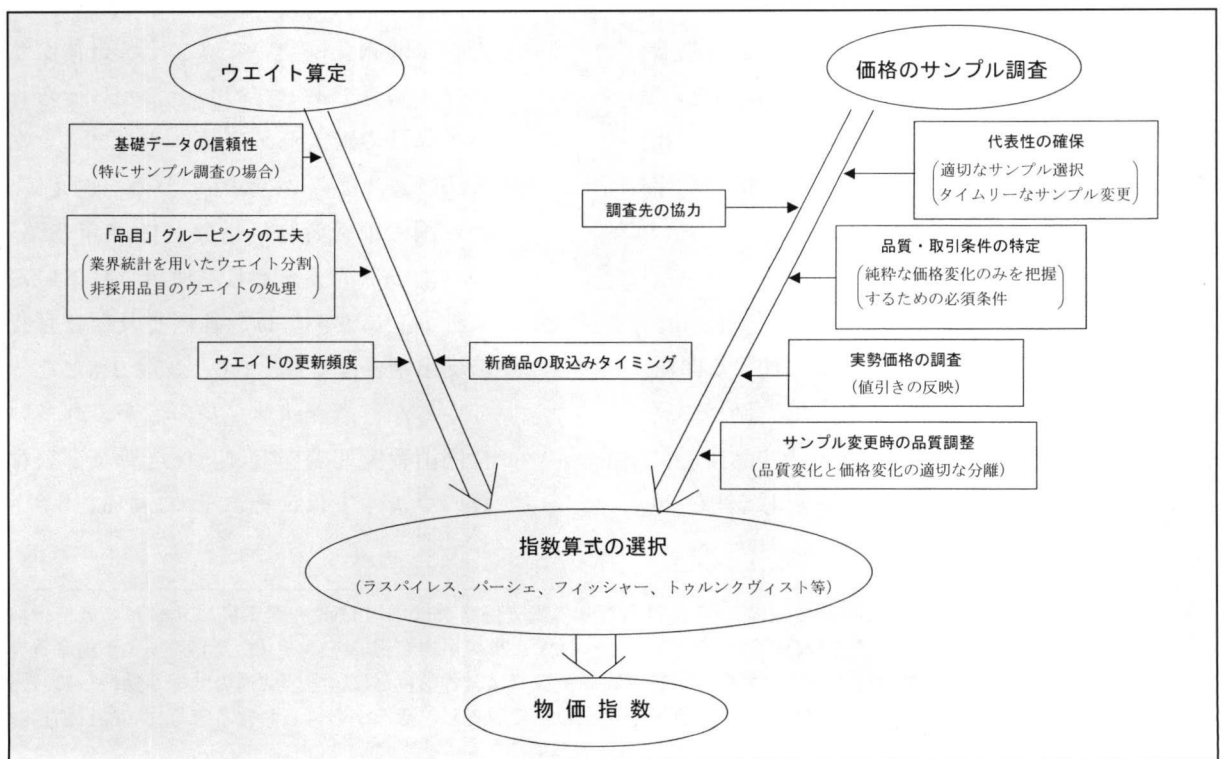 ウエイト算定
価格のサンプル調査
基礎データの信頼性
(特にサンプル調査の場合)
「品目」グルーピングの工夫
業界統計を用いたウエイト分割
非採用品目のウエイトの処理
ウエイトの更新頻度
新商品の取込みタイミング
調査先の協力
代表性の確保
適切なサンプル選択
タイムリーなサンプル変更
品質・取引条件の特定
純粋な価格変化のみを把握
するための必須条件
実勢価格の調査
(値引きの反映)
サンプル変更時の品質調整
(品質変化と価格変化の適切な分離)
指数算式の選択
(ラスパイレス、パーシェ、フィッシャー、トゥルンクヴィスト等)
物価指数